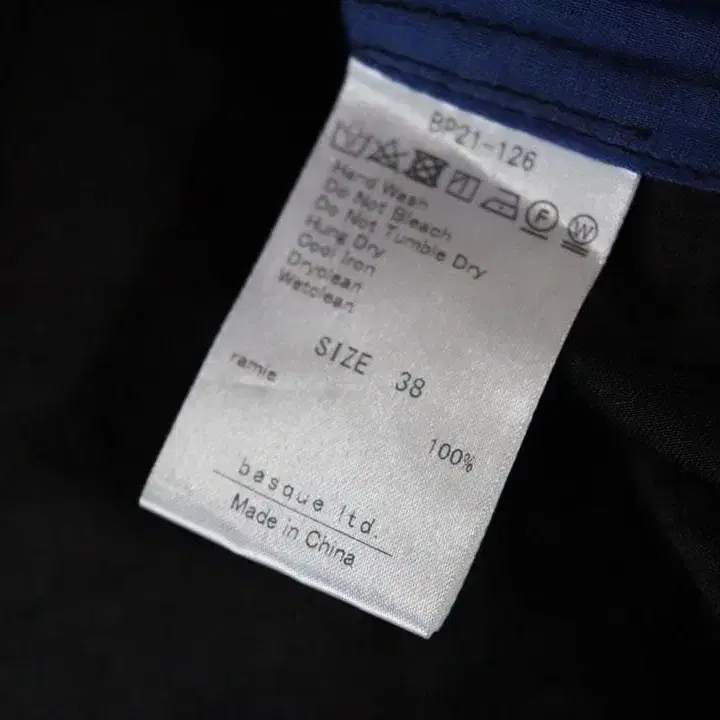 BP21-126
F W
Hand Wash
Do Not Bleach
Do Not Tumble Dry
Hung Dry
Cool Iron
Dryclean
Wetclean
SIZE 38
ramie 100%
basque ltd.
Made in China